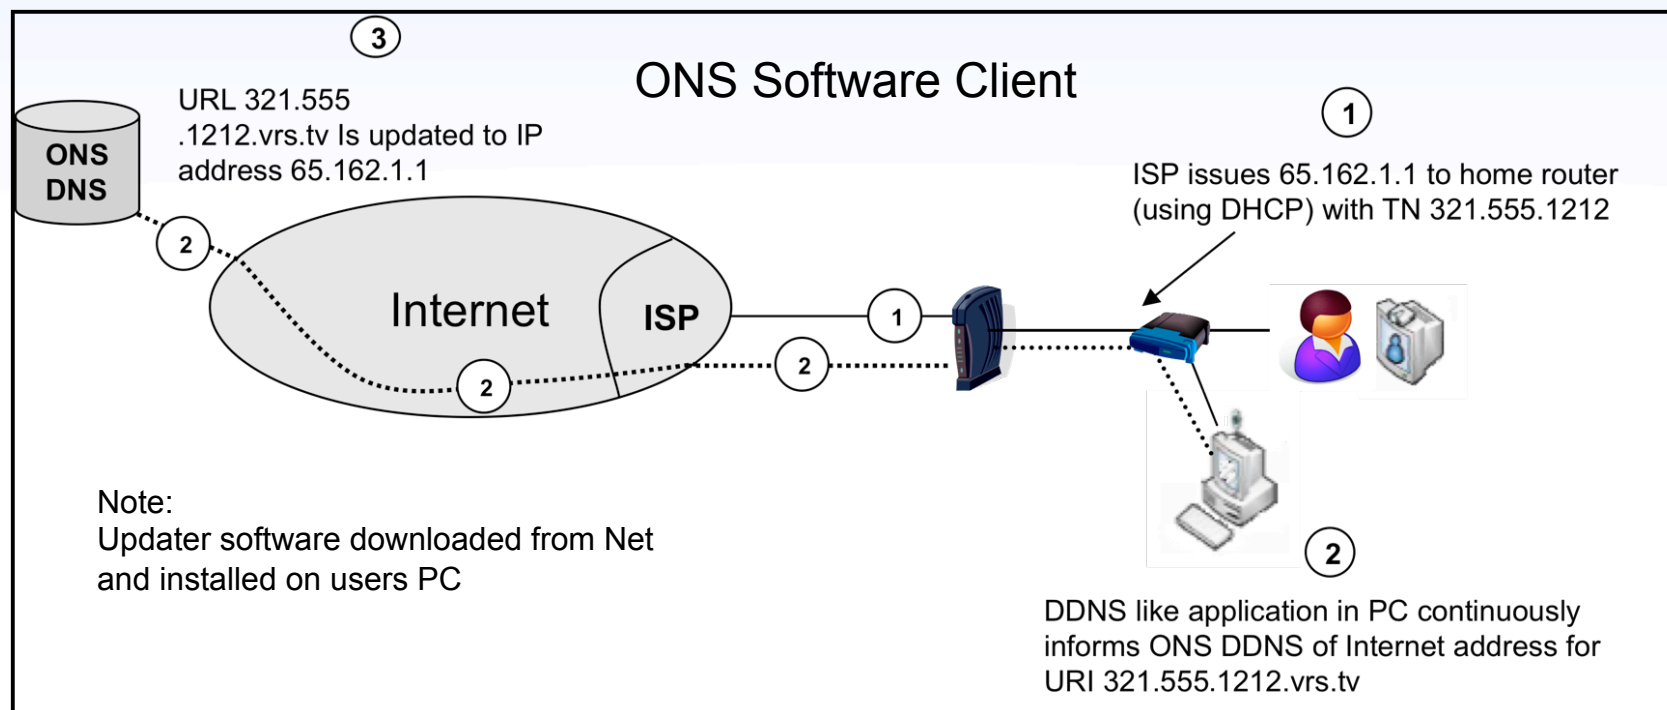 3
ONS Software Client
URL 321.555
.1212.vrs.tv Is updated to IP
address 65.162.1.1
ONS
DNS
1
ISP issues 65.162.1.1 to home router
(using DHCP) with TN 321.555.1212
2
Internet
ISP
1
2
2
Note:
Updater software downloaded from Net
and installed on users PC
2
DDNS like application in PC continuously
informs ONS DDNS of Internet address for
URI 321.555.1212.vrs.tv